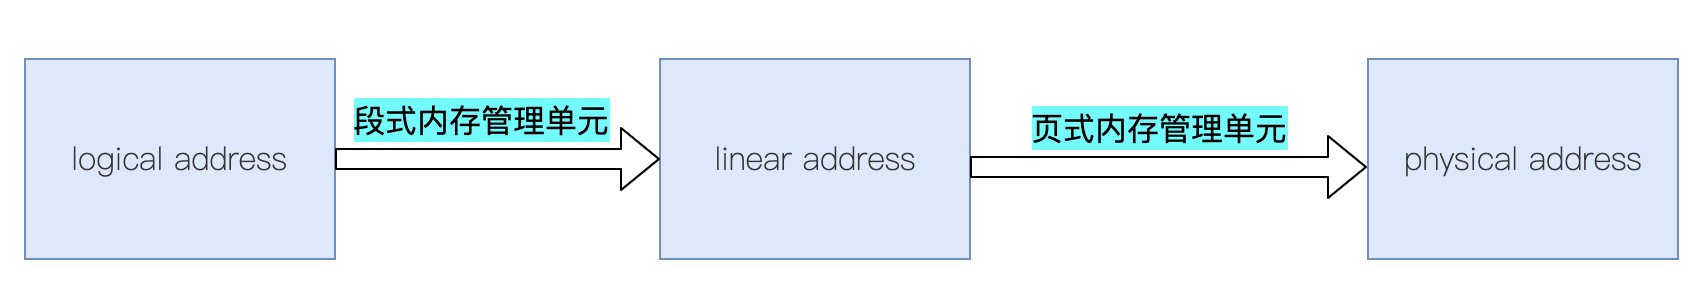 logical address
段式内存管理单元
linear address
页式内存管理单元
physical address